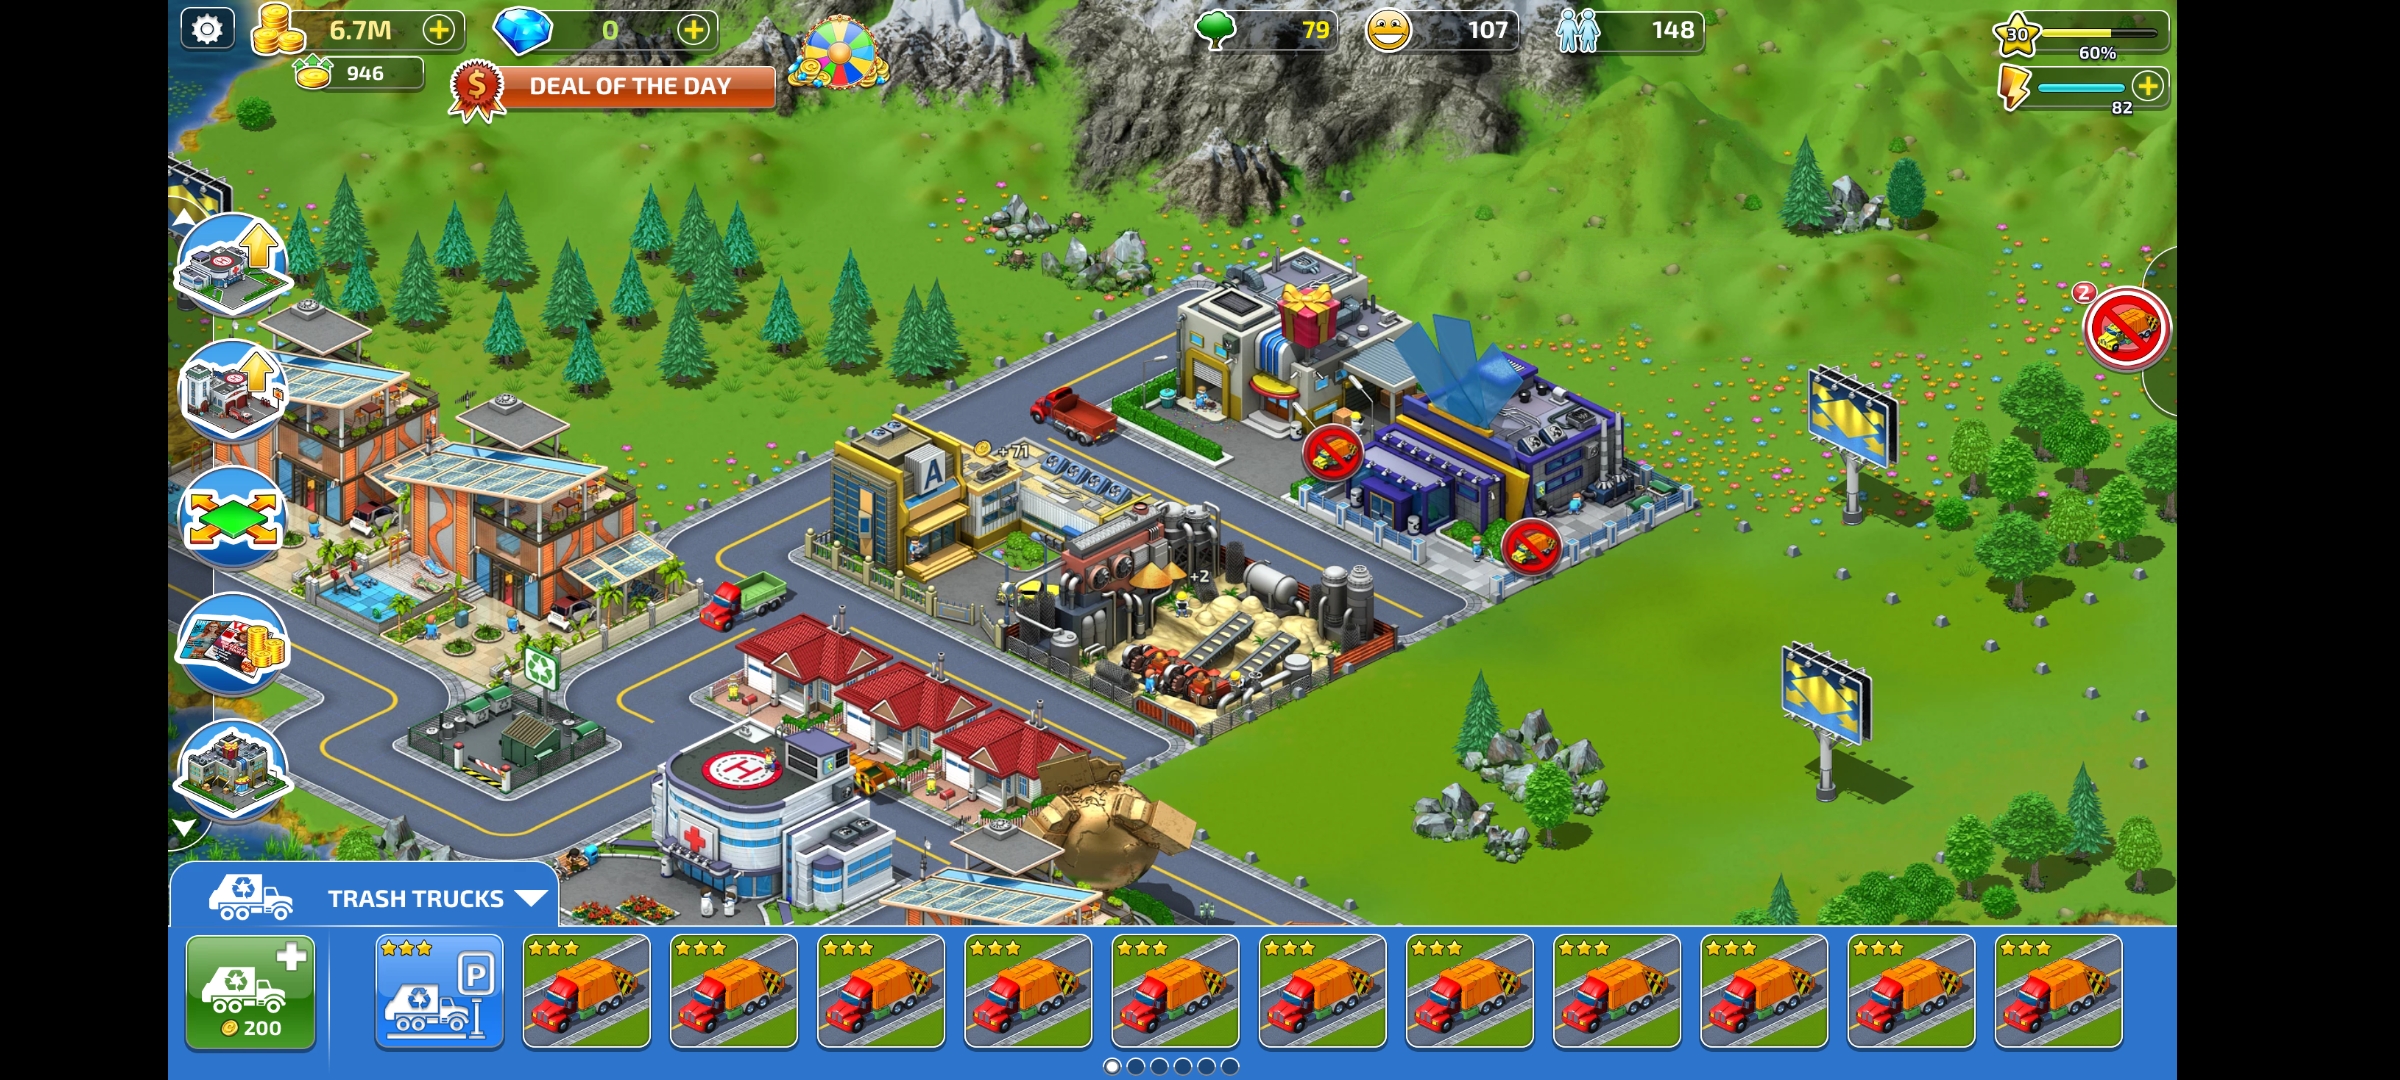 6.7M
0
79
107
148
30
60%
946
DEAL OF THE DAY
82
2
H
A
+71
+2
H
TRASH TRUCKS
200
P